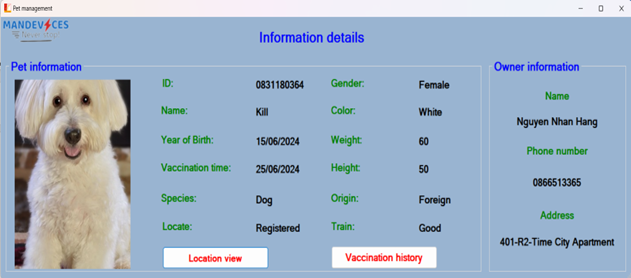 Pet management
MANDEVICES
Information details
Pet information
ID: 0831180364 Gender: Female
Name: Kill Color: White
Year of Birth: 15/06/2024 Weight: 60
Vaccination time: 25/06/2024 Height: 50
Species: Dog Origin: Foreign
Locate: Registered Train: Good
Location view Vaccination history
Owner information
Name
Nguyen Nhan Hang
Phone number
0866513365
Address
401-R2-Time City Apartment